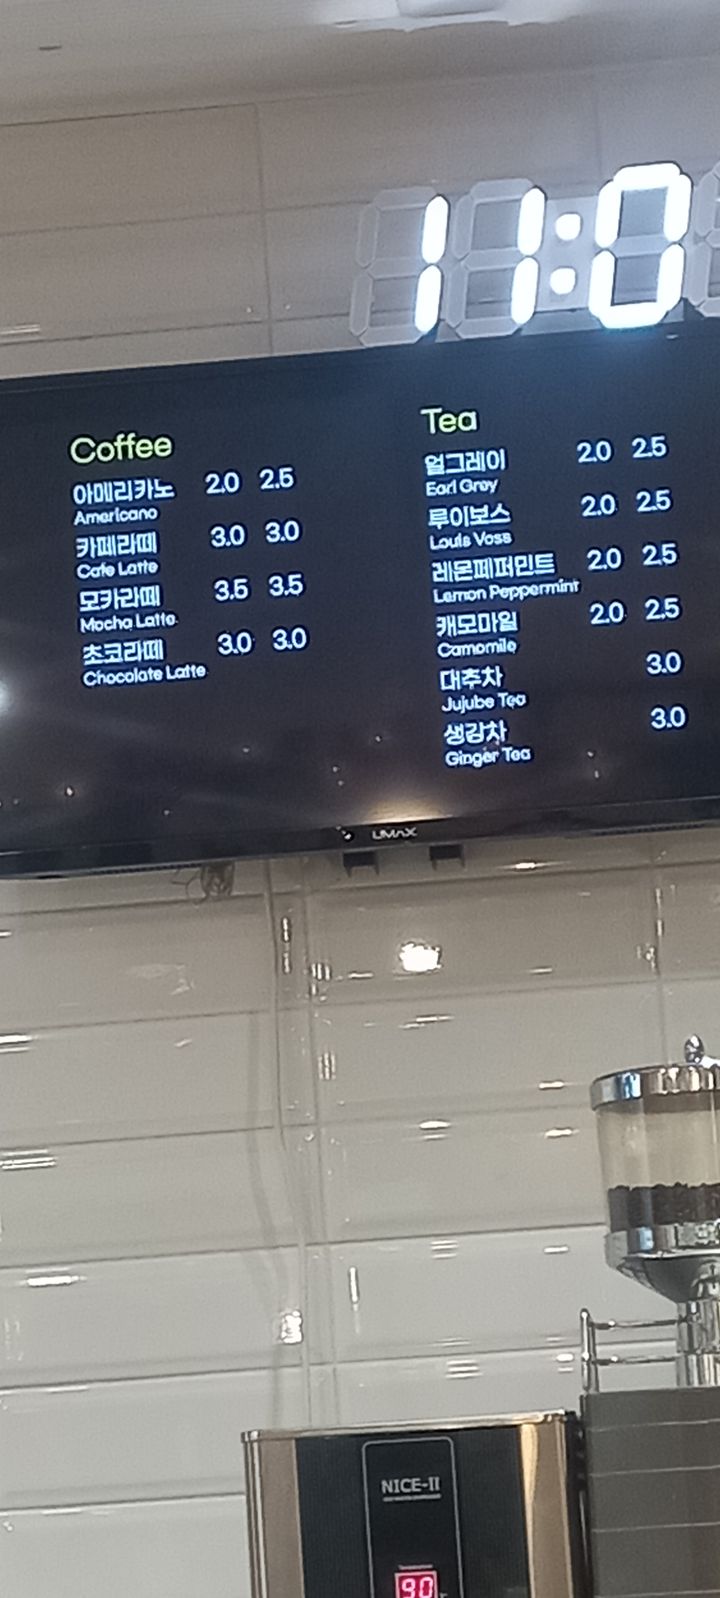 11:0
Coffee
아메리카노 2.0 2.5
Americano
카페라떼 3.0 3.0
Cafe Latte
모카라떼 3.5 3.5
Mocha Latte
초코라떼 3.0 3.0
Chocolate Latte
Tea
얼그레이 2.0 2.5
Earl Grey
루이보스 2.0 2.5
Louis Voss
레몬페퍼민트 2.0 2.5
Lemon Peppermint
캐모마일 2.0 2.5
Camomile
대추차 3.0
Jujube Tea
생강차 3.0
Ginger Tea
UMAX
NICE-II
90